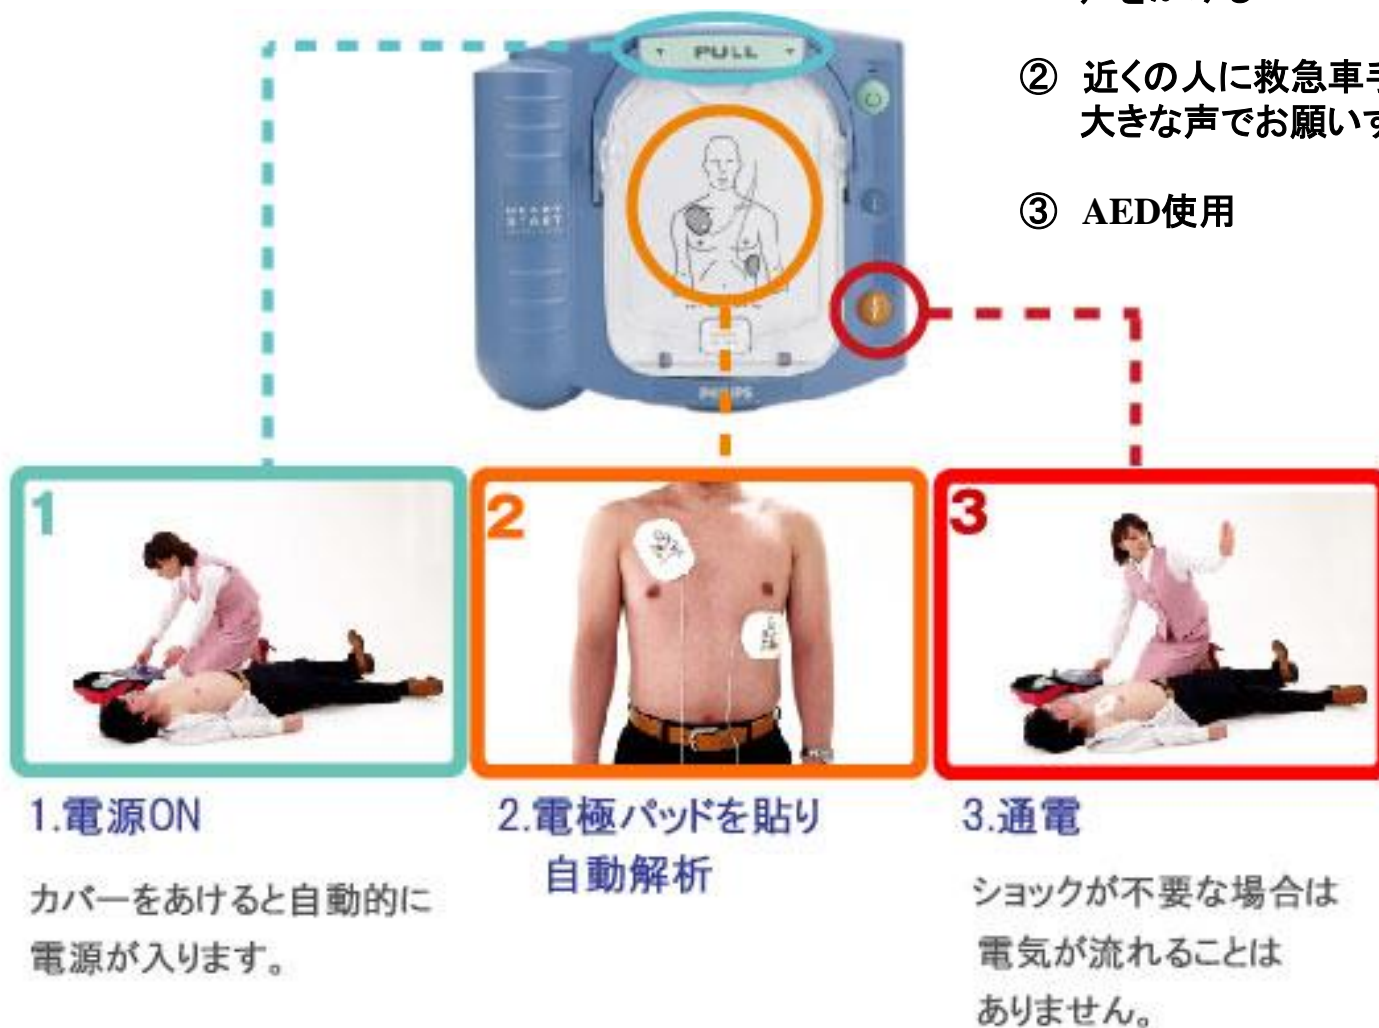 PULL
② 近くの人に救急車
大きな声でお願い
③ AED使用
HEART
START
PHILIPS
1
2
3
1.電源ON
カバーをあけると自動的に
電源が入ります。
2.電極パッドを貼り
自動解析
3.通電
ショックが不要な場合は
電気が流れることは
ありません。